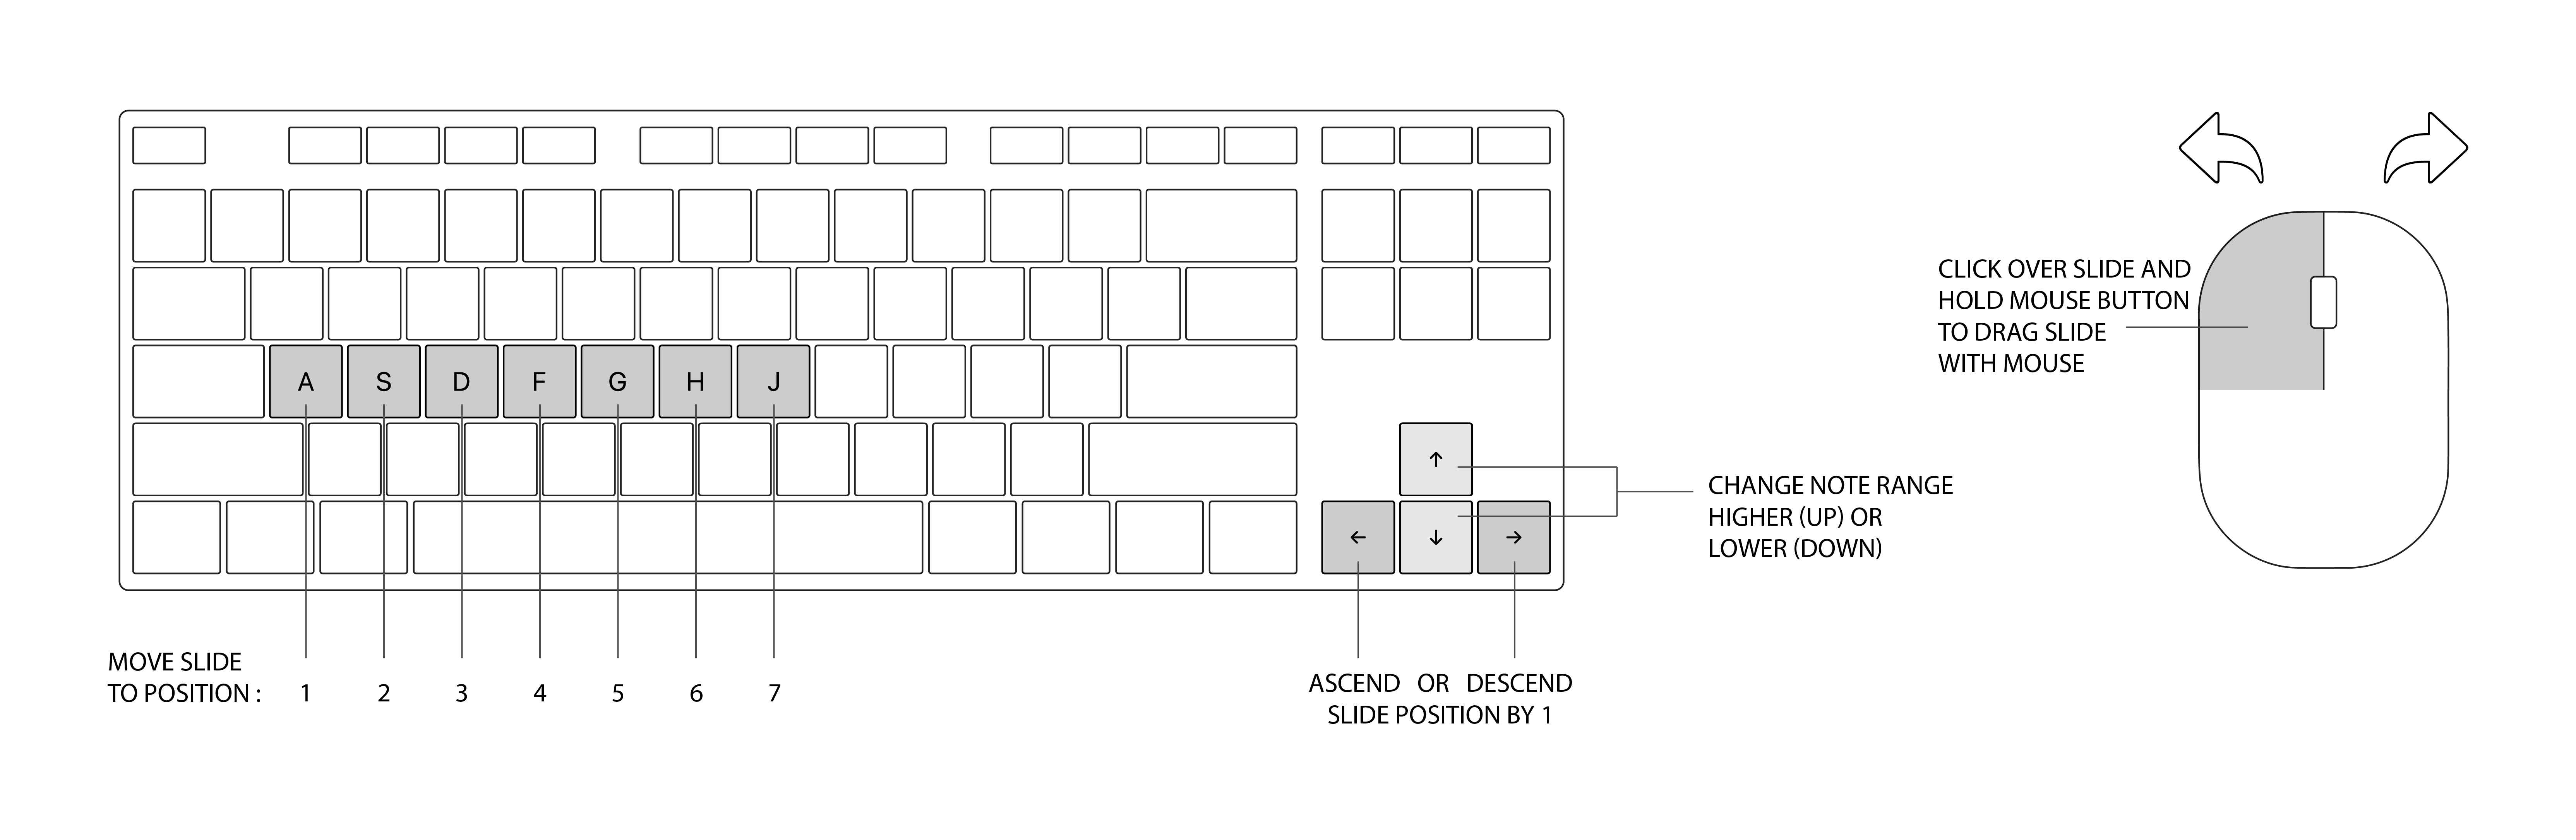 A S D F G H J
↑
← ↓ →
CLICK OVER SLIDE AND
HOLD MOUSE BUTTON
TO DRAG SLIDE
WITH MOUSE
CHANGE NOTE RANGE
HIGHER (UP) OR
LOWER (DOWN)
MOVE SLIDE
TO POSITION : 1 2 3 4 5 6 7
ASCEND OR DESCEND
SLIDE POSITION BY 1